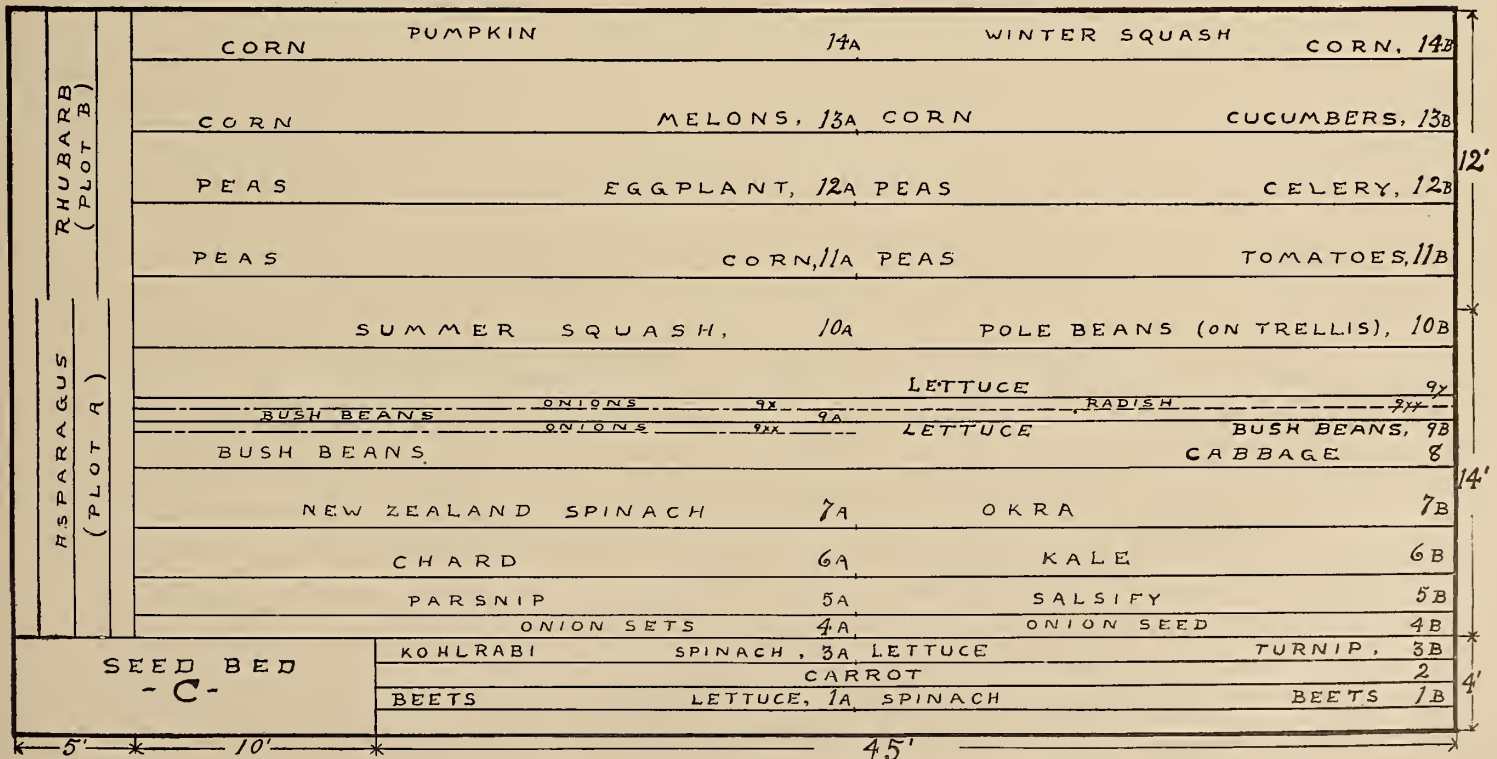 CORN PUMPKIN 14A WINTER SQUASH CORN, 14B
CORN MELONS, 13A CORN CUCUMBERS, 13B
PEAS EGGPLANT, 12A PEAS CELERY, 12B
PEAS CORN, 11A PEAS TOMATOES, 11B
SUMMER SQUASH, 10A POLE BEANS (ON TRELLIS), 10B
LETTUCE 9Y
ONIONS 9X RADISH 9YY
BUSH BEANS 9A
ONIONS 9XX LETTUCE BUSH BEANS, 9B
BUSH BEANS. CABBAGE 8
NEW ZEALAND SPINACH 7A OKRA 7B
CHARD 6A KALE 6B
PARSNIP 5A SALSIFY 5B
ONION SETS 4A ONION SEED 4B
KOHLRABI SPINACH, 3A LETTUCE TURNIP, 3B
CARROT 2
BEETS LETTUCE, 1A SPINACH BEETS 1B
RHUBARB
(PLOT B)
ASPARAGUS
(PLOT A)
SEED BED
- C -
12'
14'
4'
5' 10' 45'